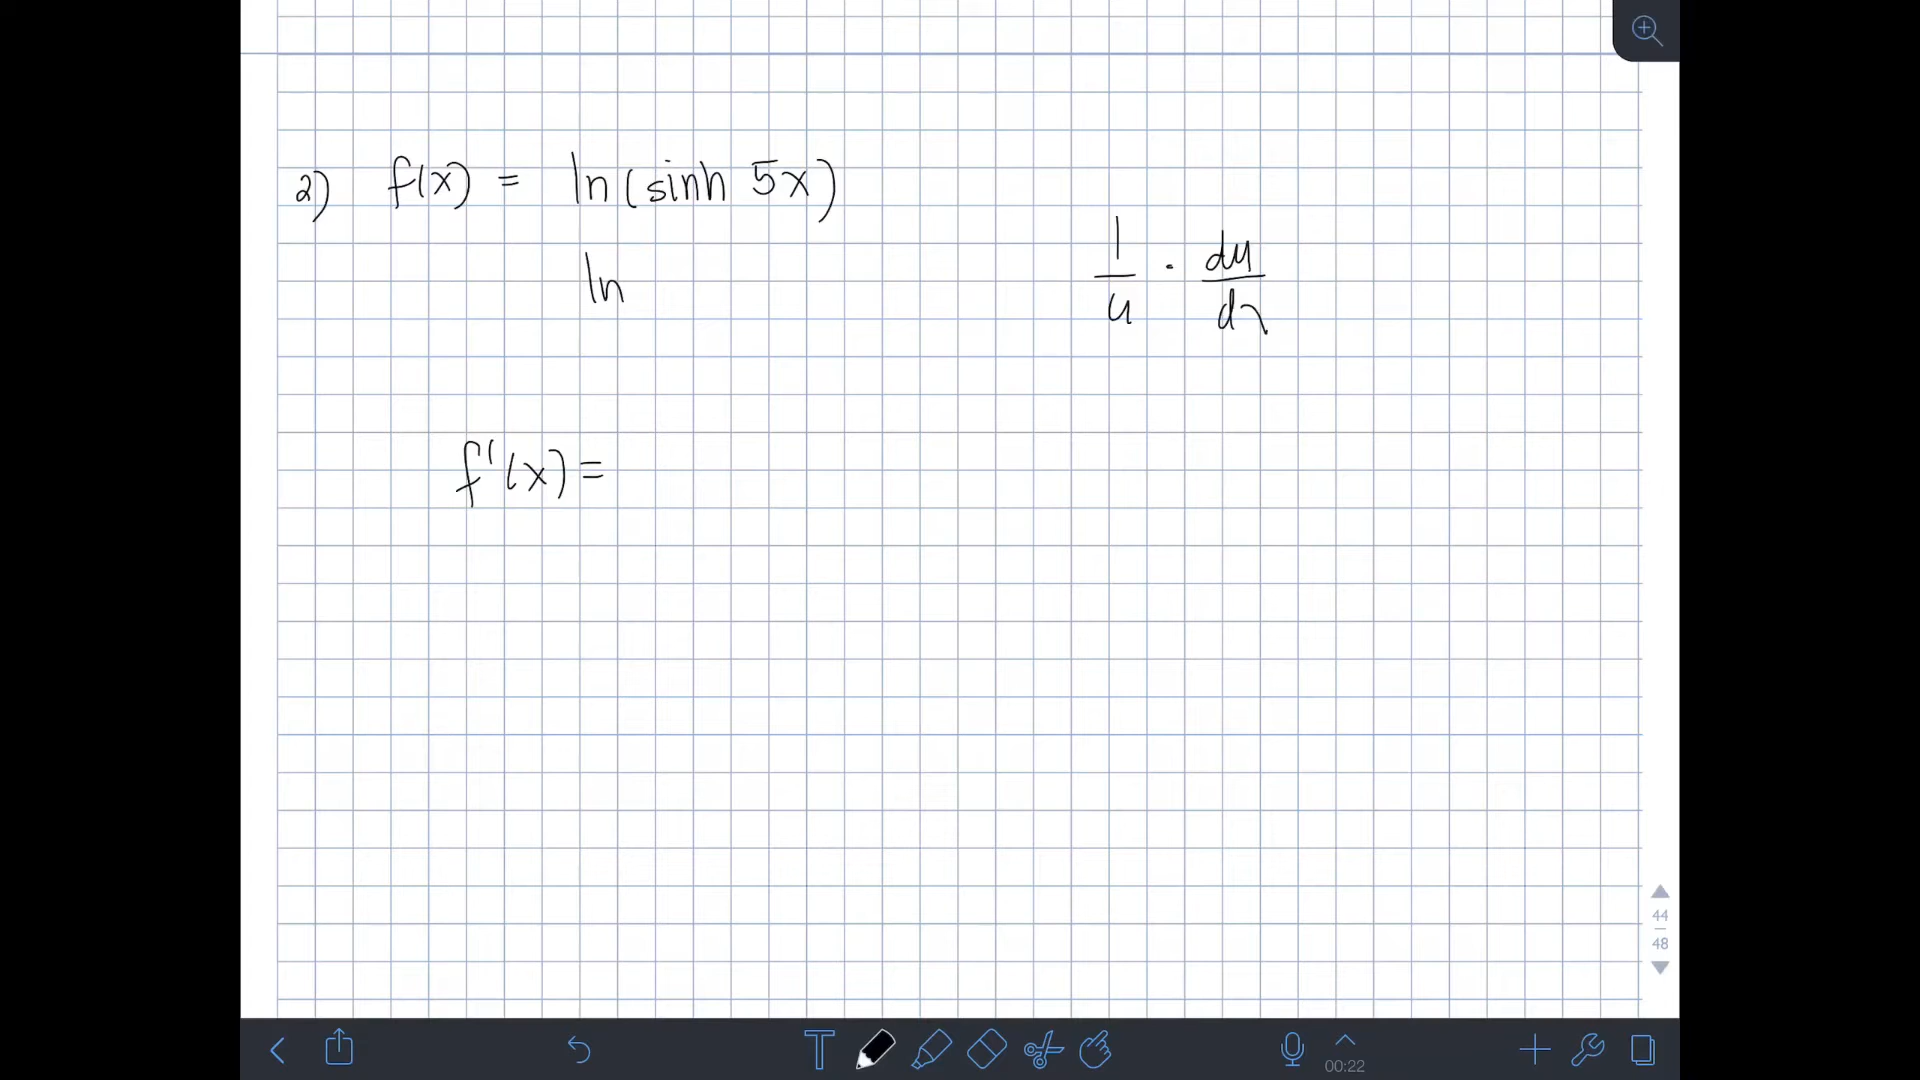 2) f(x) = ln(sinh 5x)
ln
1/u · du/dx
f'(x) =
44
48
T
00:22